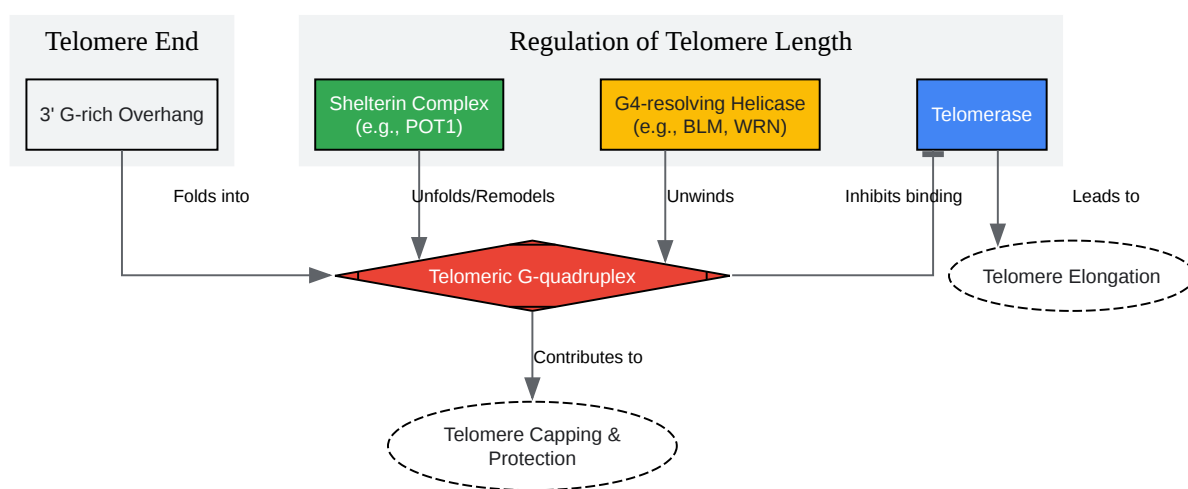 Telomere End
Regulation of Telomere Length
3' G-rich Overhang
Shelterin Complex
(e.g., POT1)
G4-resolving Helicase
(e.g., BLM, WRN)
Telomerase
Folds into
Unfolds/Remodels
Unwinds
Inhibits binding
Leads to
Telomeric G-quadruplex
Telomere Elongation
Contributes to
Telomere Capping &
Protection